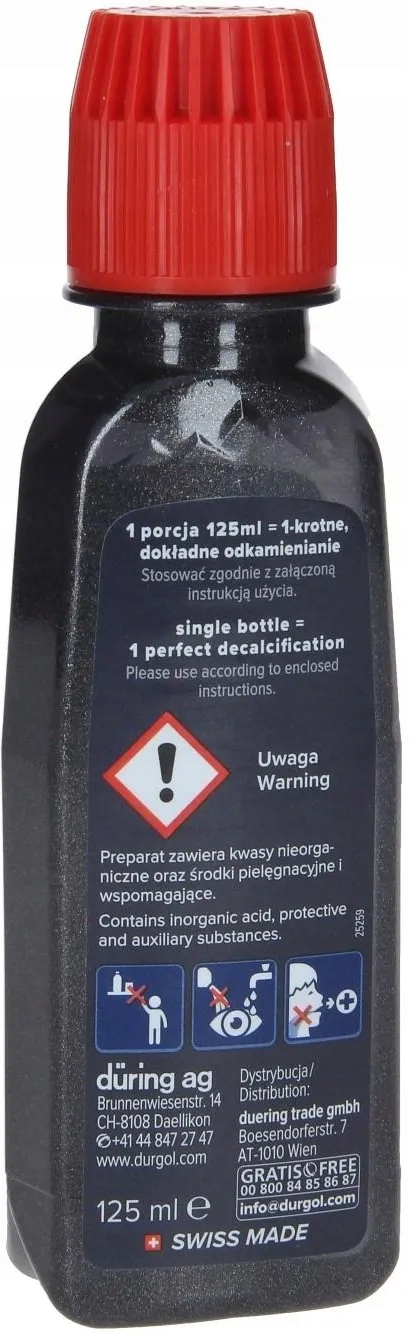 1 porcja 125ml = 1-krotne,
dokładne odkamienianie
Stosować zgodnie z załączoną
instrukcją użycia.
single bottle =
1 perfect decalcification
Please use according to enclosed
instructions.
Uwaga
Warning
Preparat zawiera kwasy nieorga-
niczne oraz środki pielęgnacyjne i
wspomagające.
Contains inorganic acid, protective
and auxiliary substances.
25259
düring ag
Brunnenwiesenstr. 14
CH-8108 Daellikon
✆+41 44 847 27 47
www.durgol.com
Dystrybucja/
Distribution:
duering trade gmbh
Boesendorferstr. 7
AT-1010 Wien
GRATIS✆FREE
00 800 84 85 86 87
info@durgol.com
125 ml ℮
SWISS MADE